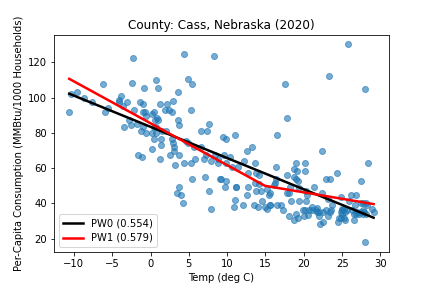 County: Cass, Nebraska (2020)
Per-Capita Consumption (MMBtu/1000 Households)
120
100
80
60
40
20
PW0 (0.554)
PW1 (0.579)
−10 −5 0 5 10 15 20 25 30
Temp (deg C)